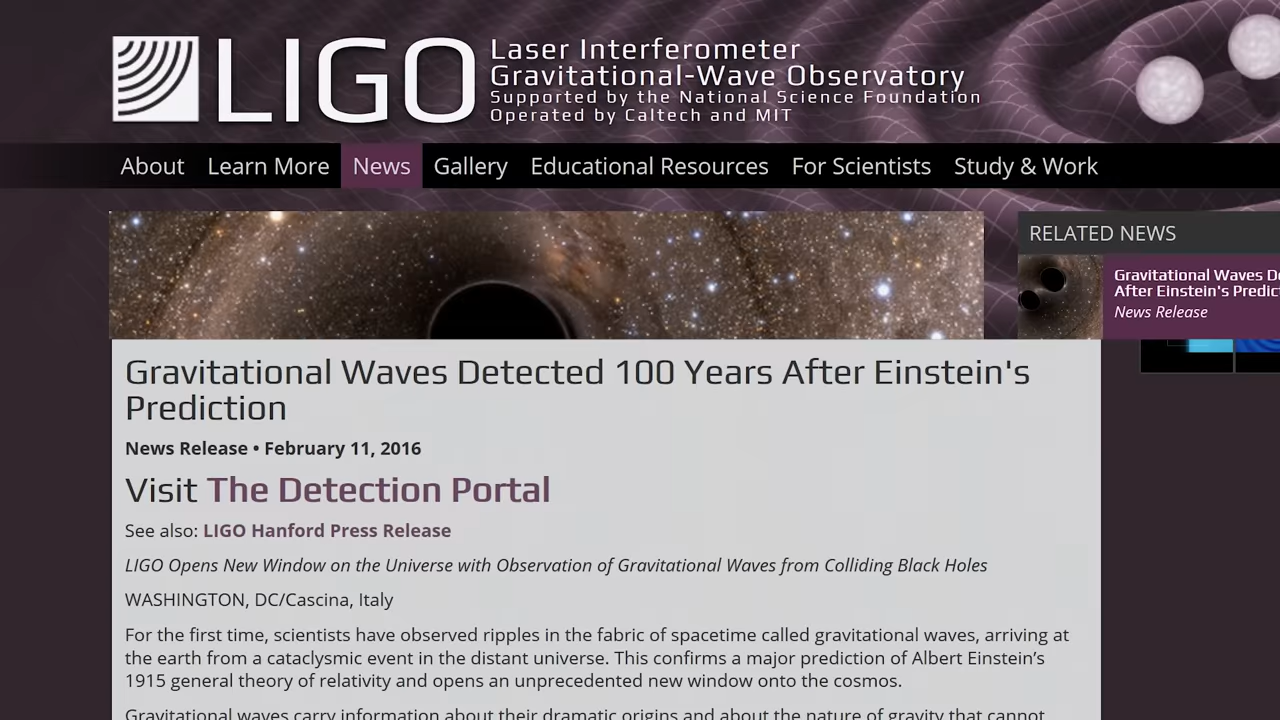 LIGO
Laser Interferometer
Gravitational-Wave Observatory
Supported by the National Science Foundation
Operated by Caltech and MIT
About Learn More News Gallery Educational Resources For Scientists Study & Work
RELATED NEWS
Gravitational Waves
After Einstein's
News Release
Gravitational Waves Detected 100 Years After Einstein's
Prediction
News Release • February 11, 2016
Visit The Detection Portal
See also: LIGO Hanford Press Release
LIGO Opens New Window on the Universe with Observation of Gravitational Waves from Colliding Black Holes
WASHINGTON, DC/Cascina, Italy
For the first time, scientists have observed ripples in the fabric of spacetime called gravitational waves, arriving at
the earth from a cataclysmic event in the distant universe. This confirms a major prediction of Albert Einstein’s
1915 general theory of relativity and opens an unprecedented new window onto the cosmos.
Gravitational waves carry information about their dramatic origins and about the nature of gravity that cannot